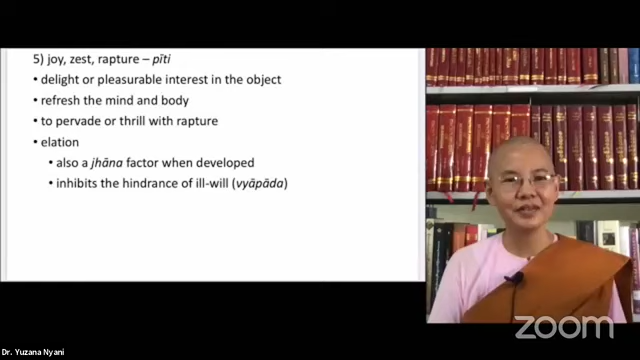 5) joy, zest, rapture – pīti
• delight or pleasurable interest in the object
• refresh the mind and body
• to pervade or thrill with rapture
• elation
• also a jhāna factor when developed
• inhibits the hindrance of ill-will (vyāpāda)
zoom
Dr. Yuzana Nyani